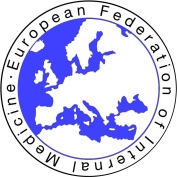 European Federation of Internal Medicine ·